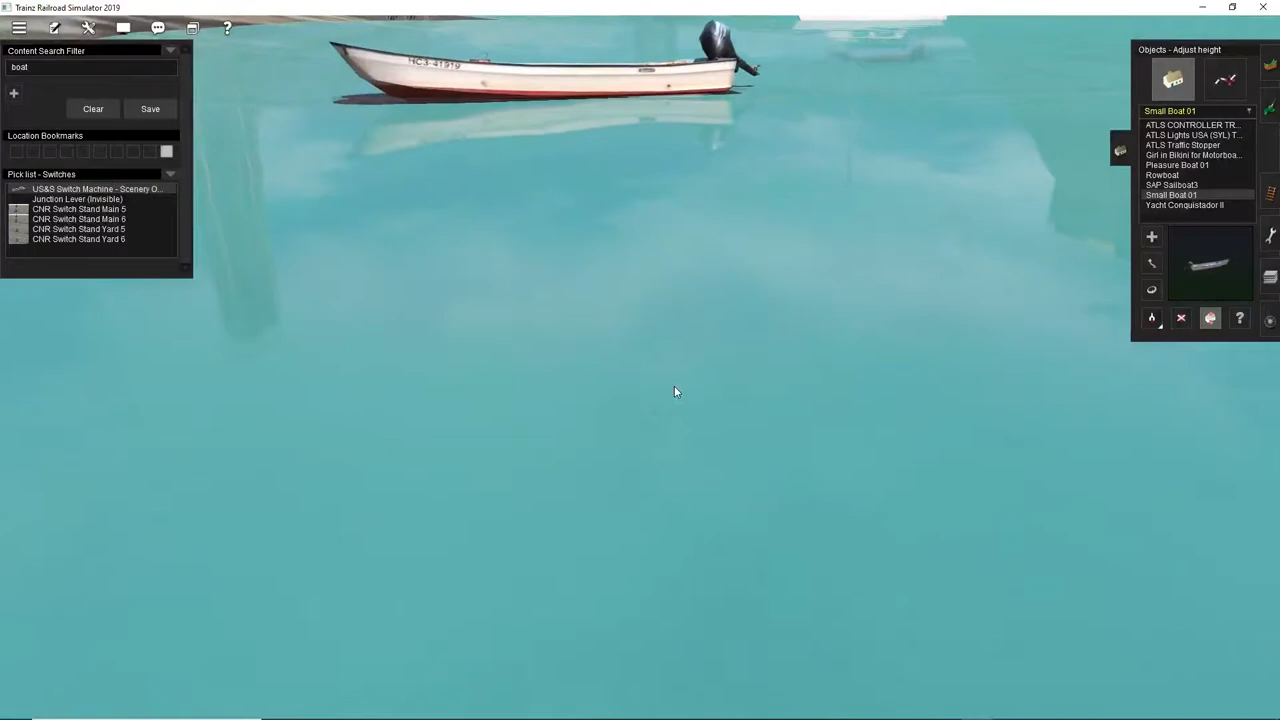 Trainz Railroad Simulator 2019
Content Search Filter
boat
Clear Save
Location Bookmarks
Pick list - Switches
US&S Switch Machine - Scenery O...
Junction Lever (Invisible)
CNR Switch Stand Main 5
CNR Switch Stand Main 6
CNR Switch Stand Yard 5
CNR Switch Stand Yard 6
Objects - Adjust height
Small Boat 01
ATLS CONTROLLER TR...
ATLS Lights USA (SYL) T...
ATLS Traffic Stopper
Girl in Bikini for Motorboa...
Pleasure Boat 01
Rowboat
SAP Sailboat3
Small Boat 01
Yacht Conquistador II